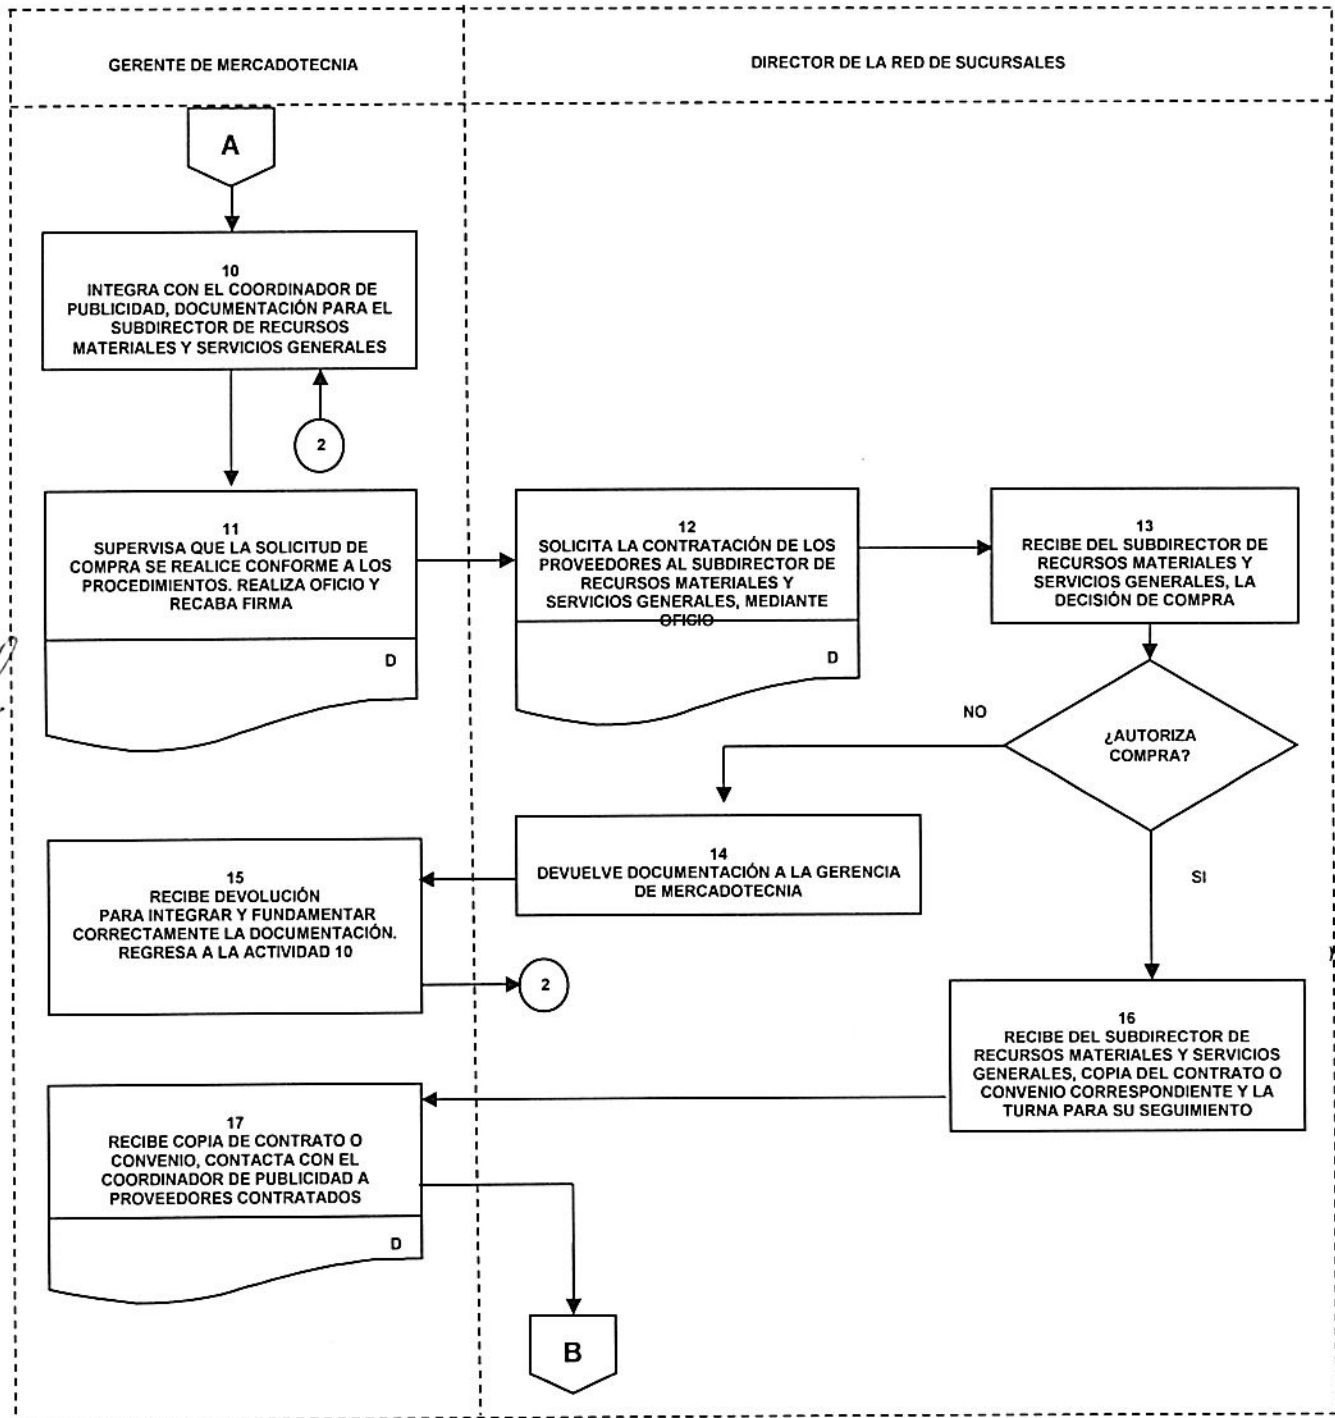 GERENTE DE MERCADOTECNIA
DIRECTOR DE LA RED DE SUCURSALES
A
10
INTEGRA CON EL COORDINADOR DE
PUBLICIDAD, DOCUMENTACIÓN PARA EL
SUBDIRECTOR DE RECURSOS
MATERIALES Y SERVICIOS GENERALES
2
11
SUPERVISA QUE LA SOLICITUD DE
COMPRA SE REALICE CONFORME A LOS
PROCEDIMIENTOS. REALIZA OFICIO Y
RECABA FIRMA
D
12
SOLICITA LA CONTRATACIÓN DE LOS
PROVEEDORES AL SUBDIRECTOR DE
RECURSOS MATERIALES Y
SERVICIOS GENERALES, MEDIANTE
OFICIO
D
13
RECIBE DEL SUBDIRECTOR DE
RECURSOS MATERIALES Y
SERVICIOS GENERALES, LA
DECISIÓN DE COMPRA
NO
¿AUTORIZA
COMPRA?
SI
14
DEVUELVE DOCUMENTACIÓN A LA GERENCIA
DE MERCADOTECNIA
15
RECIBE DEVOLUCIÓN
PARA INTEGRAR Y FUNDAMENTAR
CORRECTAMENTE LA DOCUMENTACIÓN.
REGRESA A LA ACTIVIDAD 10
2
16
RECIBE DEL SUBDIRECTOR DE
RECURSOS MATERIALES Y SERVICIOS
GENERALES, COPIA DEL CONTRATO O
CONVENIO CORRESPONDIENTE Y LA
TURNA PARA SU SEGUIMIENTO
17
RECIBE COPIA DE CONTRATO O
CONVENIO, CONTACTA CON EL
COORDINADOR DE PUBLICIDAD A
PROVEEDORES CONTRATADOS
D
B